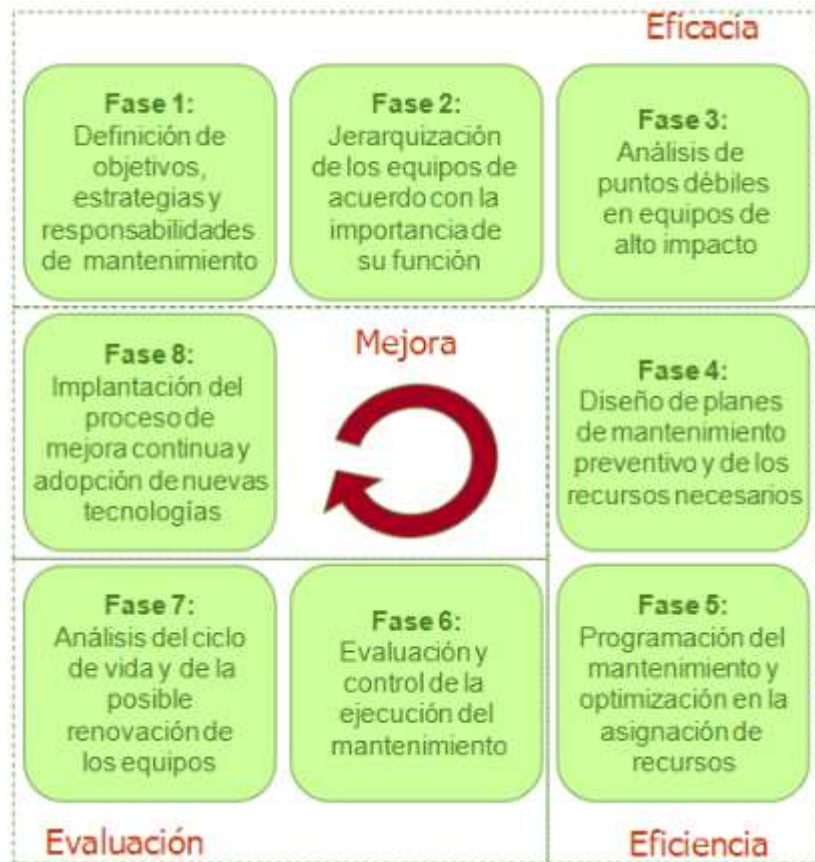 Eficacia
Fase 1:
Definición de
objetivos,
estrategias y
responsabilidades
de mantenimiento
Fase 2:
Jerarquización
de los equipos de
acuerdo con la
importancia de
su función
Fase 3:
Análisis de
puntos débiles
en equipos de
alto impacto
Fase 8:
Implantación del
proceso de
mejora continua y
adopción de nuevas
tecnologías
Mejora
Fase 4:
Diseño de planes
de mantenimiento
preventivo y de los
recursos necesarios
Fase 7:
Análisis del ciclo
de vida y de la
posible
renovación de
los equipos
Fase 6:
Evaluación y
control de la
ejecución del
mantenimiento
Fase 5:
Programación del
mantenimiento y
optimización en la
asignación de
recursos
Evaluación
Eficiencia